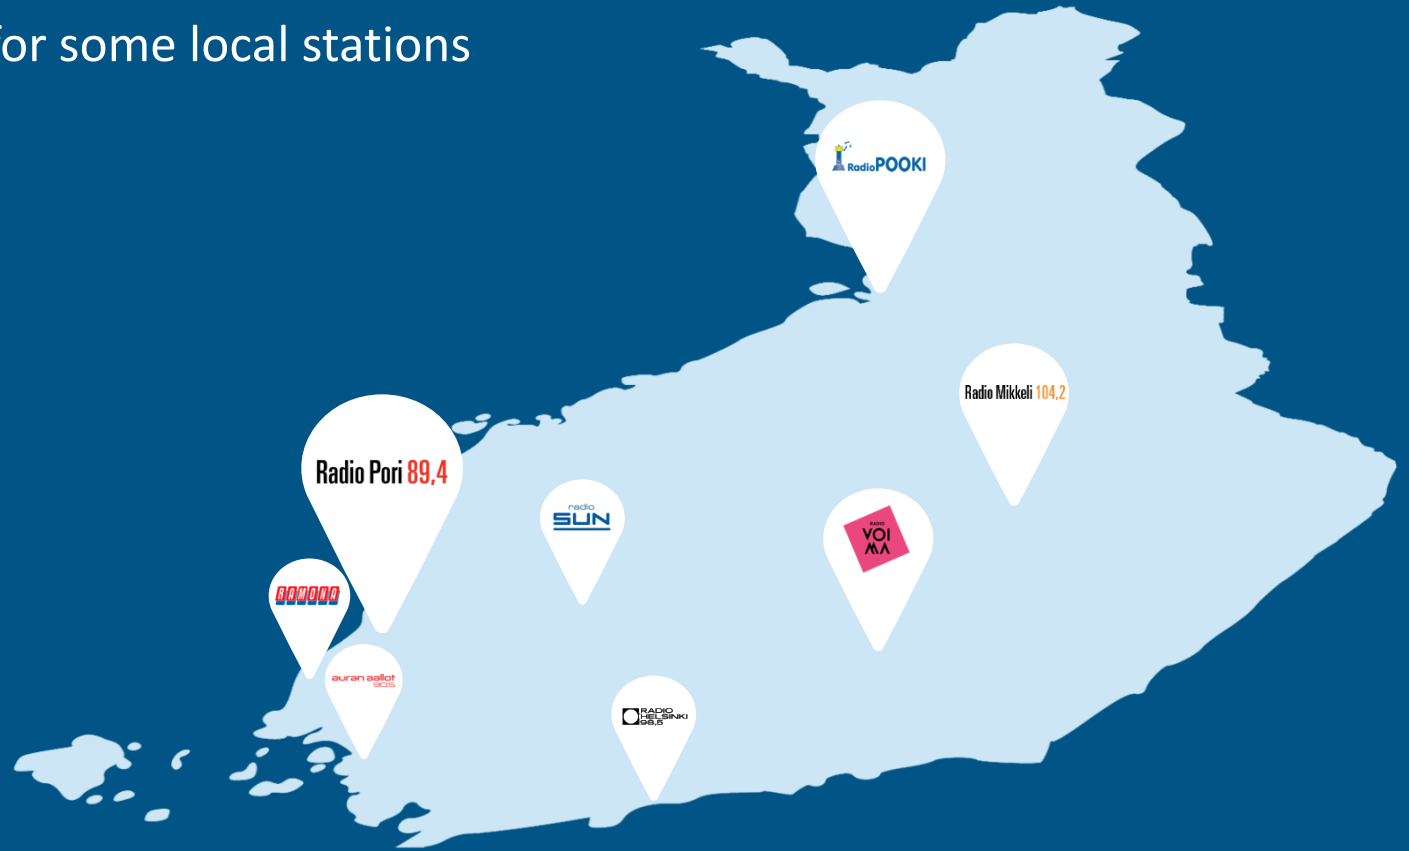 for some local stations
RadioPOOKI
Radio Mikkeli 104,2
Radio Pori 89,4
radio
SUN
RADIO
VOI
MA
RAMONA
auran aallot
90,5
RADIO
HELSINKI
98,5